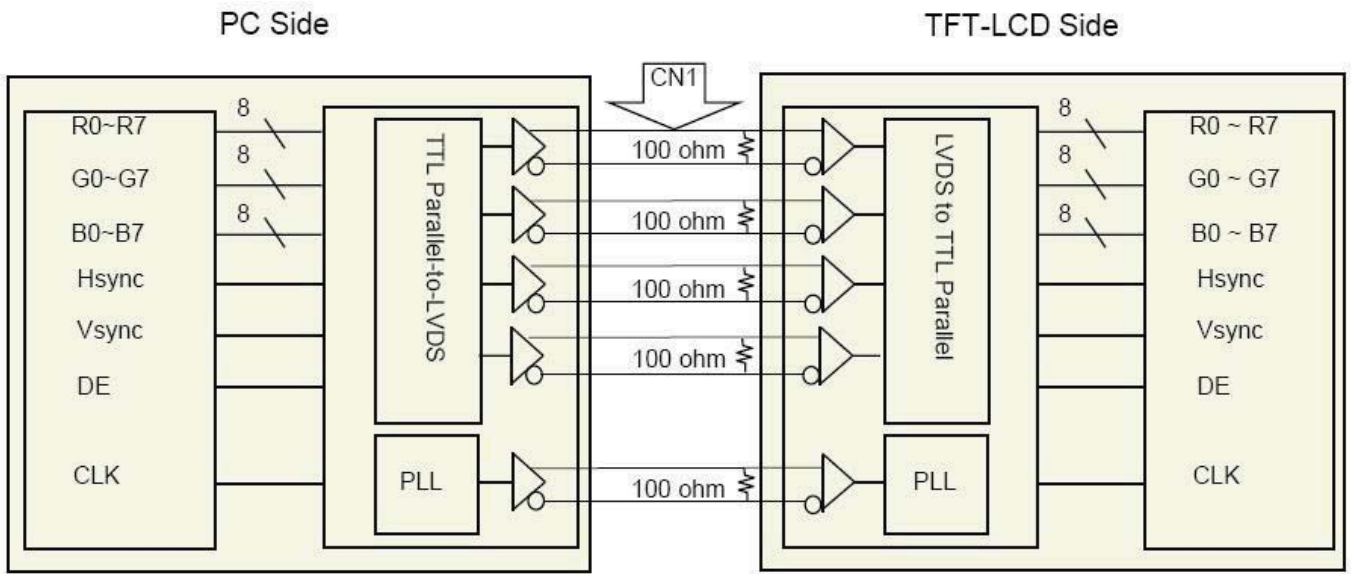 PC Side
TFT-LCD Side
CN1
R0~R7
8
G0~G7
8
B0~B7
8
Hsync
Vsync
DE
CLK
TTL Parallel-to-LVDS
PLL
100 ohm
100 ohm
100 ohm
100 ohm
100 ohm
LVDS to TTL Parallel
PLL
8
R0 ~ R7
8
G0 ~ G7
8
B0 ~ B7
Hsync
Vsync
DE
CLK